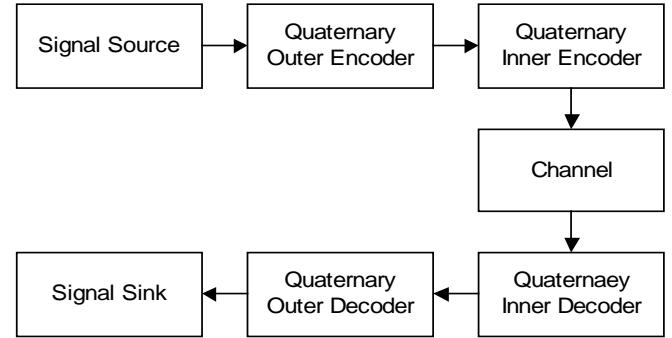 Signal Source
Quaternary
Outer Encoder
Quaternary
Inner Encoder
Channel
Signal Sink
Quaternary
Outer Decoder
Quaternaey
Inner Decoder